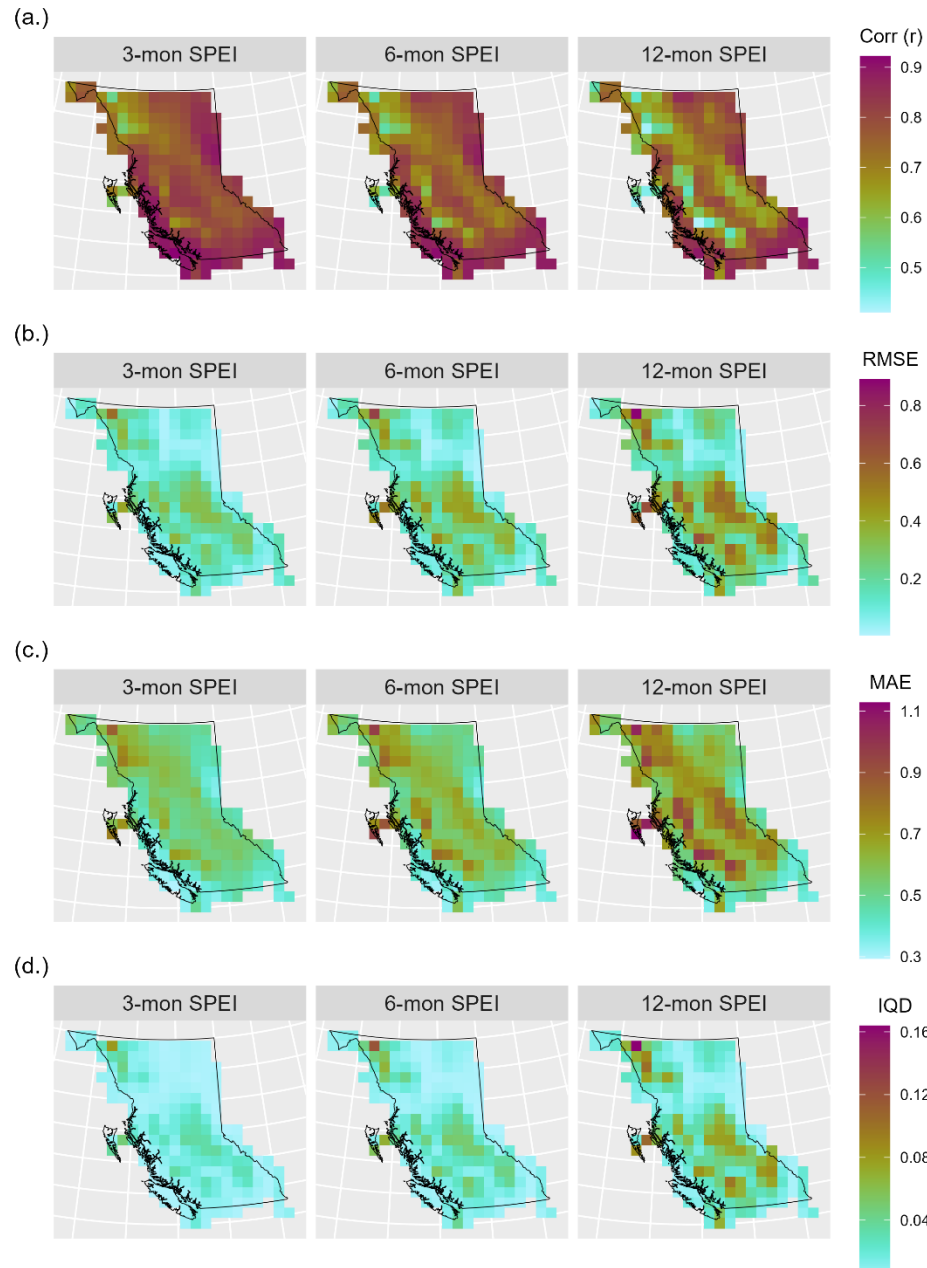 (a.)
3-mon SPEI 6-mon SPEI 12-mon SPEI
Corr (r)
0.9
0.8
0.7
0.6
0.5
(b.)
3-mon SPEI 6-mon SPEI 12-mon SPEI
RMSE
0.8
0.6
0.4
0.2
(c.)
3-mon SPEI 6-mon SPEI 12-mon SPEI
MAE
1.1
0.9
0.7
0.5
0.3
(d.)
3-mon SPEI 6-mon SPEI 12-mon SPEI
IQD
0.16
0.12
0.08
0.04